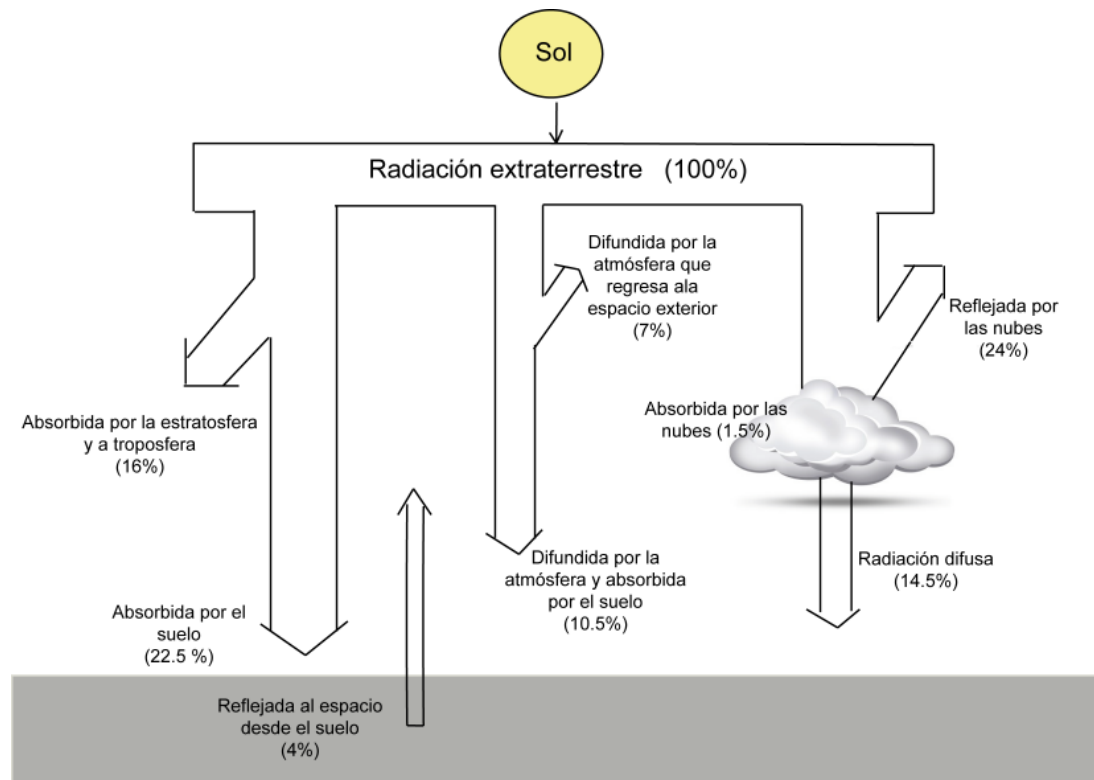 Sol
Radiación extraterrestre (100%)
Difundida por la
atmósfera que
regresa ala
espacio exterior
(7%)
Reflejada por
las nubes
(24%)
Absorbida por la estratosfera
y a troposfera
(16%)
Absorbida por las
nubes (1.5%)
Difundida por la
atmósfera y absorbida
por el suelo
(10.5%)
Radiación difusa
(14.5%)
Absorbida por el
suelo
(22.5 %)
Reflejada al espacio
desde el suelo
(4%)